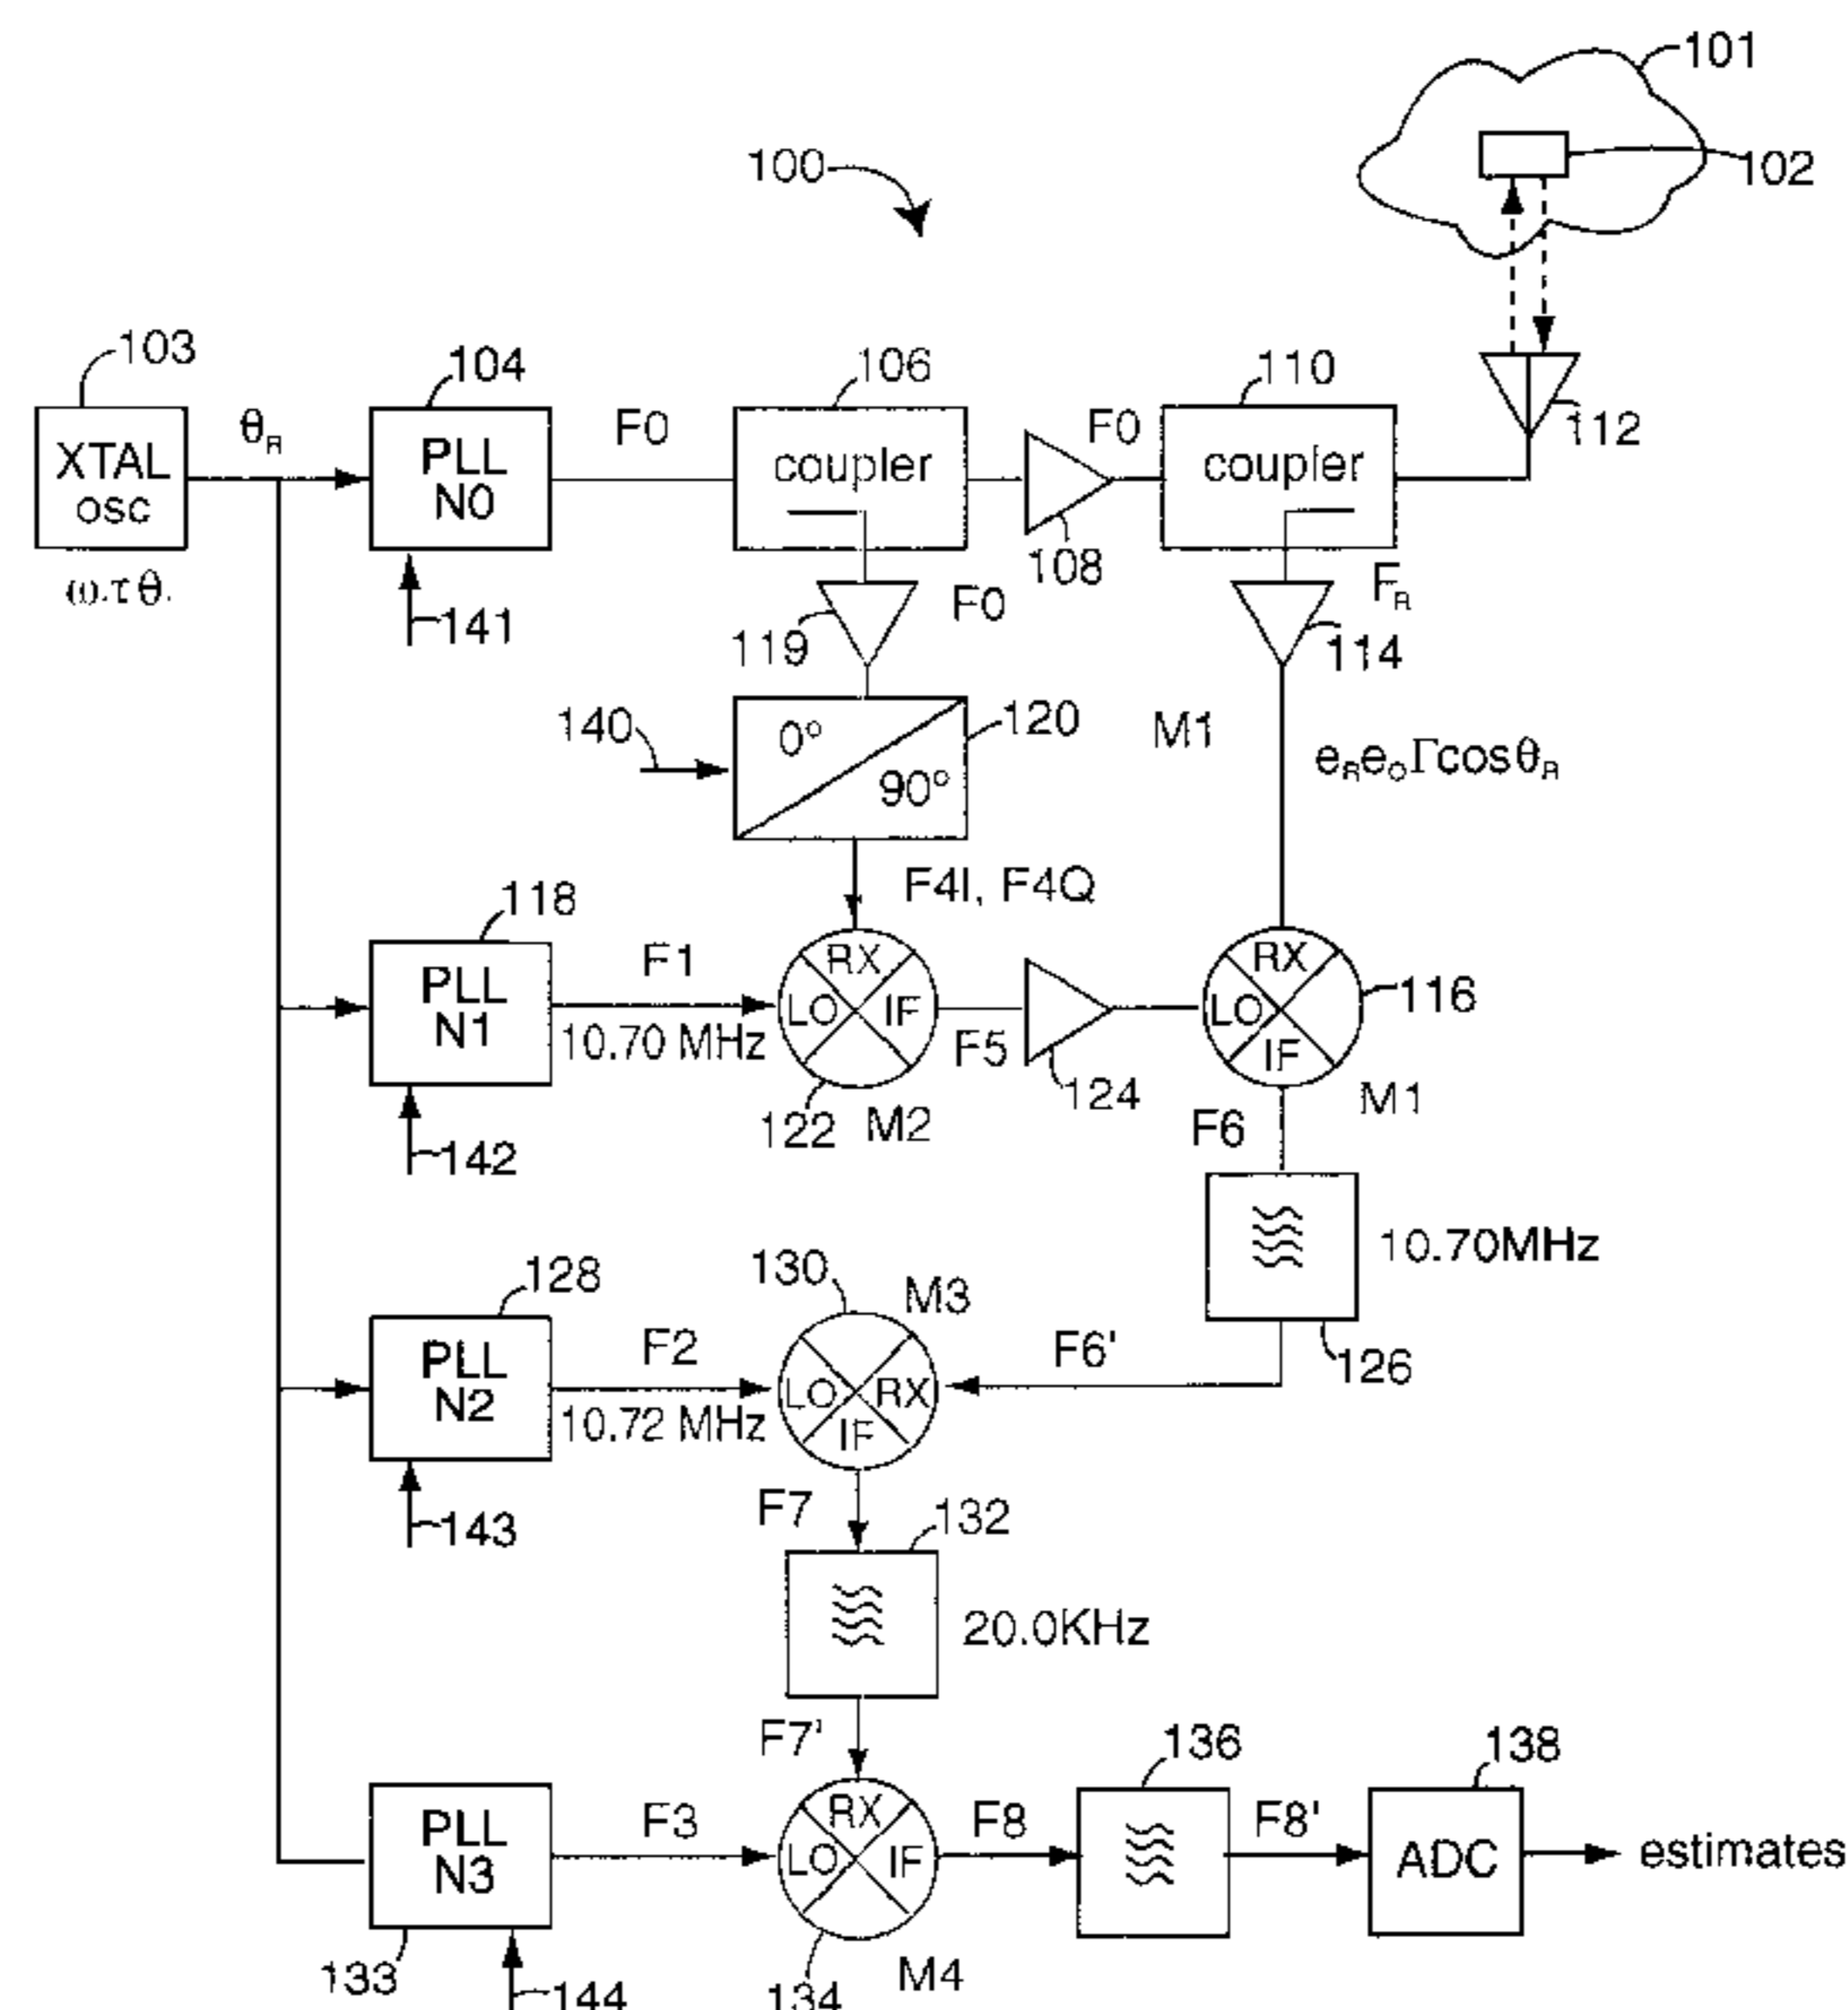 101
100
102
103
104
106
110
θR
F0
F0
112
XTAL
osc
PLL
N0
coupler
coupler
108
ω.τθ.
141
119
F0
FR
114
140
0°
90°
120
M1
eReOΓcosθR
F4I, F4Q
118
PLL
N1
F1
10.70 MHz
RX
LO
IF
F5
124
RX
LO
IF
116
142
122
M2
M1
F6
10.70MHz
126
128
130
M3
PLL
N2
F2
10.72 MHz
LO
RX
IF
F6'
143
F7
132
20.0KHz
F7'
136
138
PLL
N3
F3
RX
LO
IF
F8
F8'
ADC
estimates
133
144
134
M4